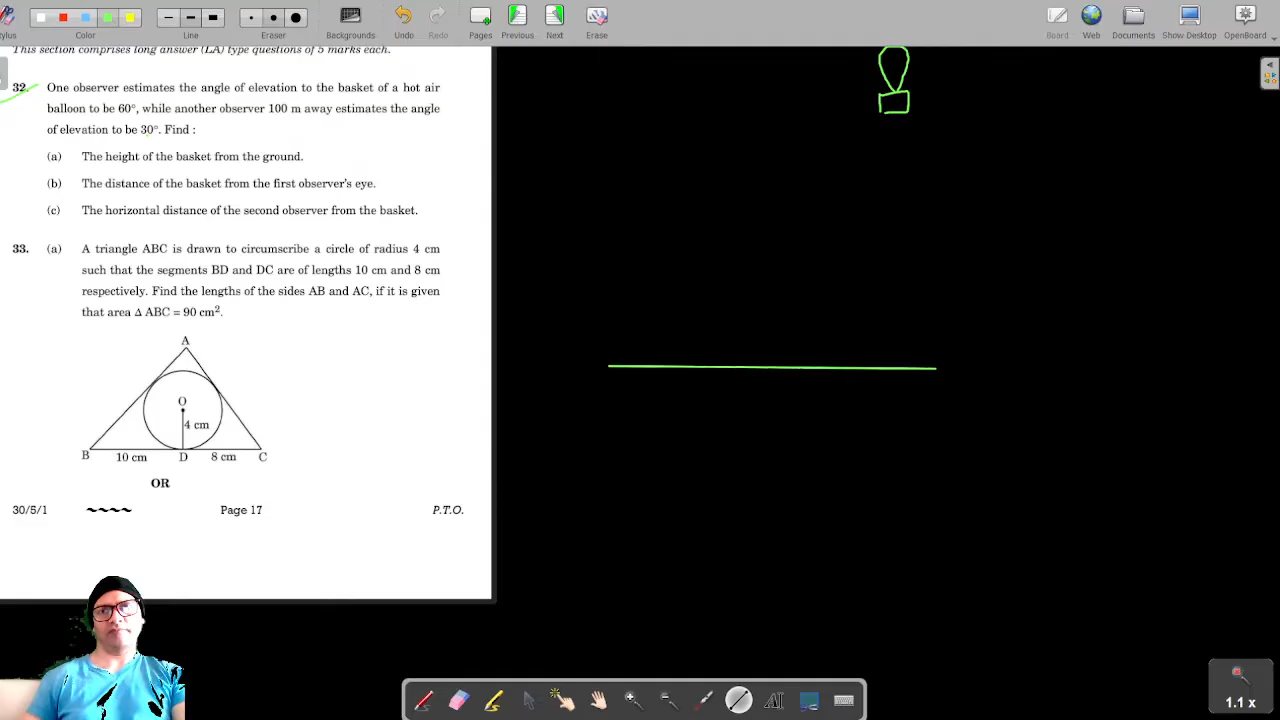 Stylus
Color
Line
Eraser
Backgrounds
Undo
Redo
Pages
Previous
Next
Erase
Board
Web
Documents
Show Desktop
OpenBoard
This section comprises long answer (LA) type questions of 5 marks each.
32. One observer estimates the angle of elevation to the basket of a hot air
balloon to be 60°, while another observer 100 m away estimates the angle
of elevation to be 30°. Find :
(a) The height of the basket from the ground.
(b) The distance of the basket from the first observer's eye.
(c) The horizontal distance of the second observer from the basket.
33. (a) A triangle ABC is drawn to circumscribe a circle of radius 4 cm
such that the segments BD and DC are of lengths 10 cm and 8 cm
respectively. Find the lengths of the sides AB and AC, if it is given
that area Δ ABC = 90 cm².
A
O
4 cm
B 10 cm D 8 cm C
OR
30/5/1 ~~~~ Page 17 P.T.O.
AI
1.1 x